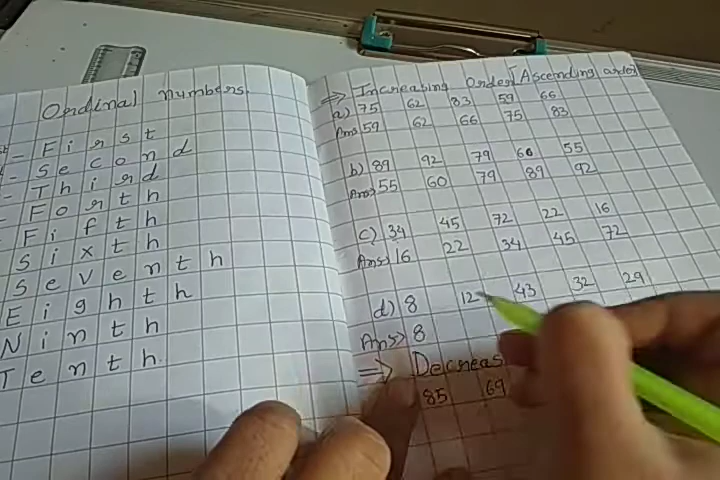 Ordinal numbers.
- First
- Second
- Third
- Forth
Fifth
Sixth
Seventh
Eighth
Ninth
Tenth.
⇒ Increasing Order [Ascending order
a) 75 62 83 59 66
Ans 59 62 66 75 83
b) 89 92 79 60 55
Ans) 55 60 79 89 92
c) 34 45 72 22 16
Ans) 16 22 34 45 72
d) 8 12 43 32 29
Ans) 8
⇒ Decreas
85 69